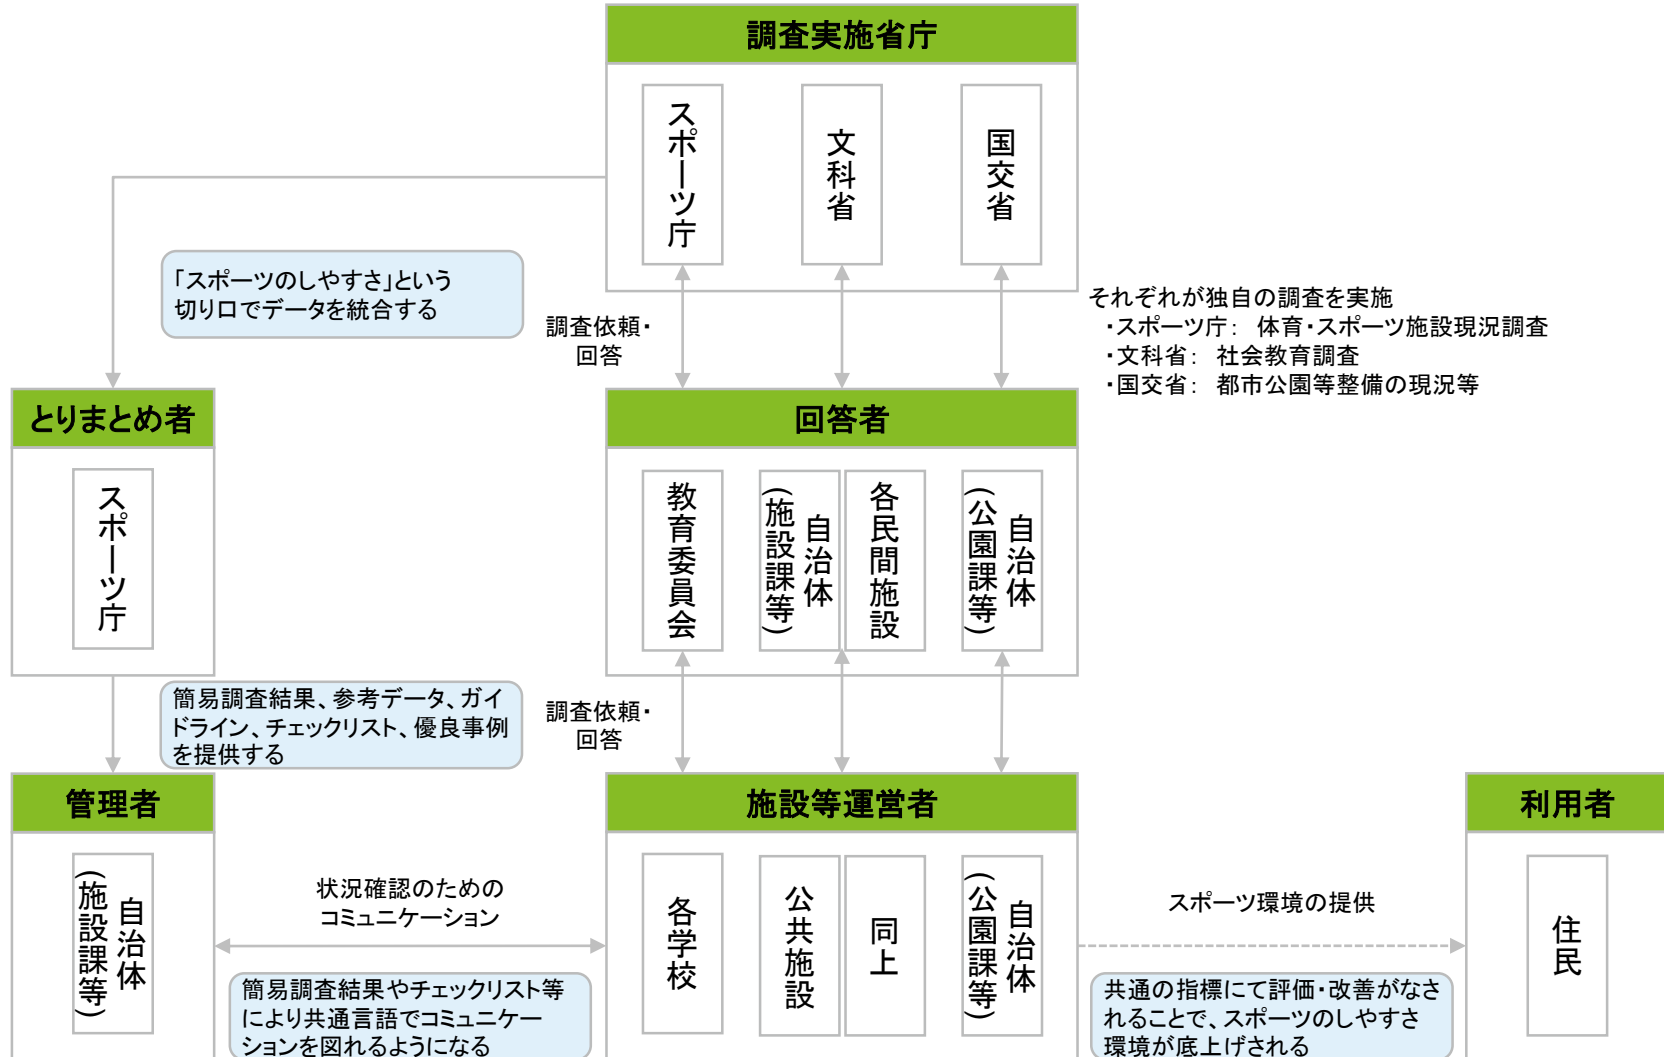 調査実施省庁
スポーツ庁
文科省
国交省
「スポーツのしやすさ」という
切り口でデータを統合する
調査依頼・
回答
それぞれが独自の調査を実施
・スポーツ庁： 体育・スポーツ施設現況調査
・文科省： 社会教育調査
・国交省： 都市公園等整備の現況等
とりまとめ者
スポーツ庁
回答者
教育委員会
自治体
(施設課等)
各民間施設
自治体
(公園課等)
簡易調査結果、参考データ、ガイ
ドライン、チェックリスト、優良事例
を提供する
調査依頼・
回答
管理者
自治体
(施設課等)
状況確認のための
コミュニケーション
簡易調査結果やチェックリスト等
により共通言語でコミュニケー
ションを図れるようになる
施設等運営者
各学校
公共施設
同上
自治体
(公園課等)
スポーツ環境の提供
共通の指標にて評価・改善がなさ
れることで、スポーツのしやすさ
環境が底上げされる
利用者
住民